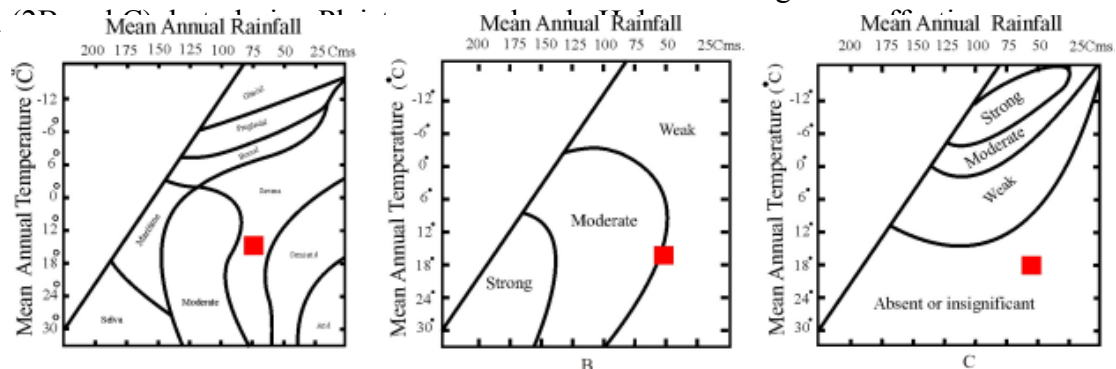 (2B and C)
Mean Annual Rainfall
200 175 150 125 100 75 50 25 Cms.
Mean Annual Temperature (°C)
-12°
-6°
6°
0°
12°
18°
24°
30°
Glacial
Periglacial
Boreal
Savana
Maritime
Semiarid
Moderate
Selva
Arid
Mean Annual Rainfall
200 175 150 125 100 75 50 25Cms.
Mean Annual Temperature (°C)
-12°
-6°
0°
6°
12°
18°
24°
30°
Weak
Moderate
Strong
B
Mean Annual Rainfall
200 175 150 125 100 75 50 25Cms.
Mean Annual Temperature (°C)
-12°
-6°
0°
6°
12°
18°
24°
30°
Strong
Moderate
Weak
Absent or insignificant
C